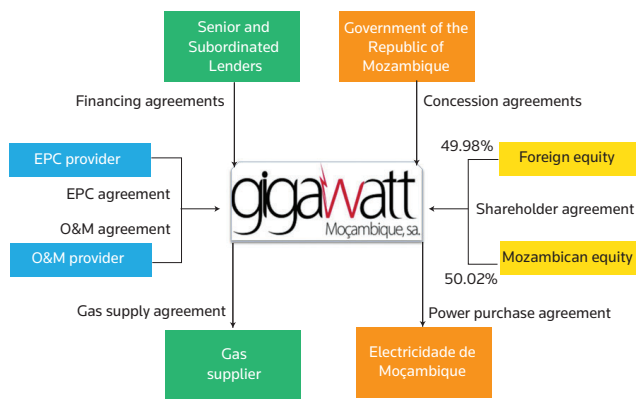 Senior and
Subordinated
Lenders
Government of the
Republic of
Mozambique
Financing agreements
Concession agreements
49.98%
EPC provider
Foreign equity
EPC agreement
gigawatt
Moçambique, sa.
Shareholder agreement
O&M agreement
O&M provider
Mozambican equity
50.02%
Gas supply agreement
Power purchase agreement
Gas
supplier
Electricidade de
Moçambique